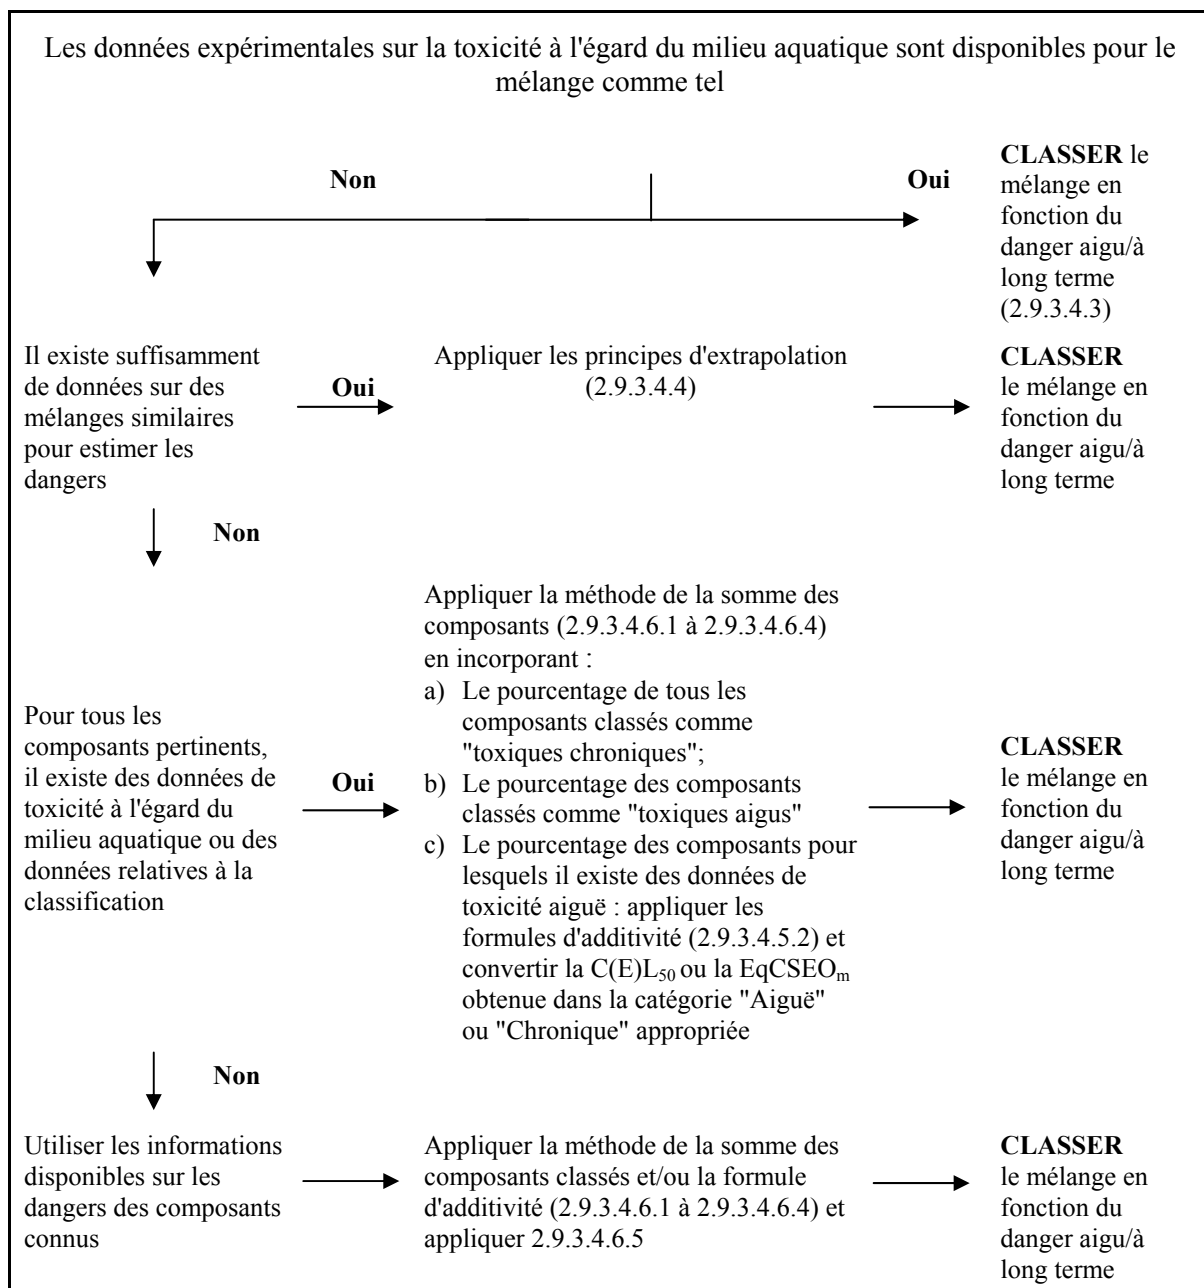 Les données expérimentales sur la toxicité à l'égard du milieu aquatique sont disponibles pour le
mélange comme tel
Non
Oui
CLASSER le
mélange en
fonction du
danger aigu/à
long terme
(2.9.3.4.3)
Il existe suffisamment
de données sur des
mélanges similaires
pour estimer les
dangers
Oui
Appliquer les principes d'extrapolation
(2.9.3.4.4)
CLASSER
le mélange en
fonction du
danger aigu/à
long terme
Non
Pour tous les
composants pertinents,
il existe des données de
toxicité à l'égard du
milieu aquatique ou des
données relatives à la
classification
Oui
Appliquer la méthode de la somme des
composants (2.9.3.4.6.1 à 2.9.3.4.6.4)
en incorporant :
a) Le pourcentage de tous les
composants classés comme
"toxiques chroniques";
b) Le pourcentage des composants
classés comme "toxiques aigus"
c) Le pourcentage des composants pour
lesquels il existe des données de
toxicité aiguë : appliquer les
formules d'additivité (2.9.3.4.5.2) et
convertir la C(E)L50 ou la EqCSEOm
obtenue dans la catégorie "Aiguë"
ou "Chronique" appropriée
CLASSER
le mélange en
fonction du
danger aigu/à
long terme
Non
Utiliser les informations
disponibles sur les
dangers des composants
connus
Appliquer la méthode de la somme des
composants classés et/ou la formule
d'additivité (2.9.3.4.6.1 à 2.9.3.4.6.4) et
appliquer 2.9.3.4.6.5
CLASSER
le mélange en
fonction du
danger aigu/à
long terme